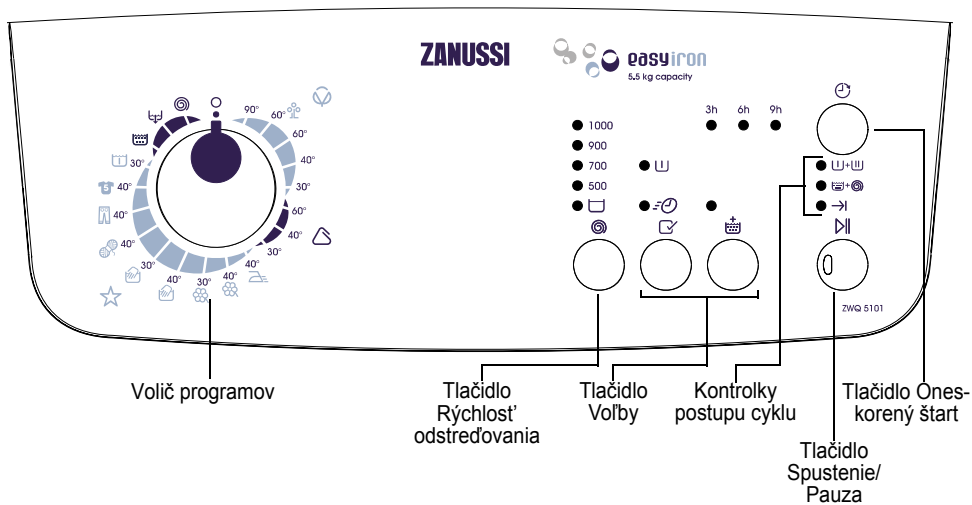 ZANUSSI
easyiron
5.5 kg capacity
90°
60°
60°
40°
30°
60°
40°
30°
40°
40°
30°
40°
30°
40°
40°
40°
30°
3h 6h 9h
1000
900
700
500
ZWQ 5101
Volič programov
Tlačidlo
Rýchlosť
odstreďovania
Tlačidlo
Voľby
Kontrolky
postupu cyklu
Tlačidlo Ones-
korený štart
Tlačidlo
Spustenie/
Pauza